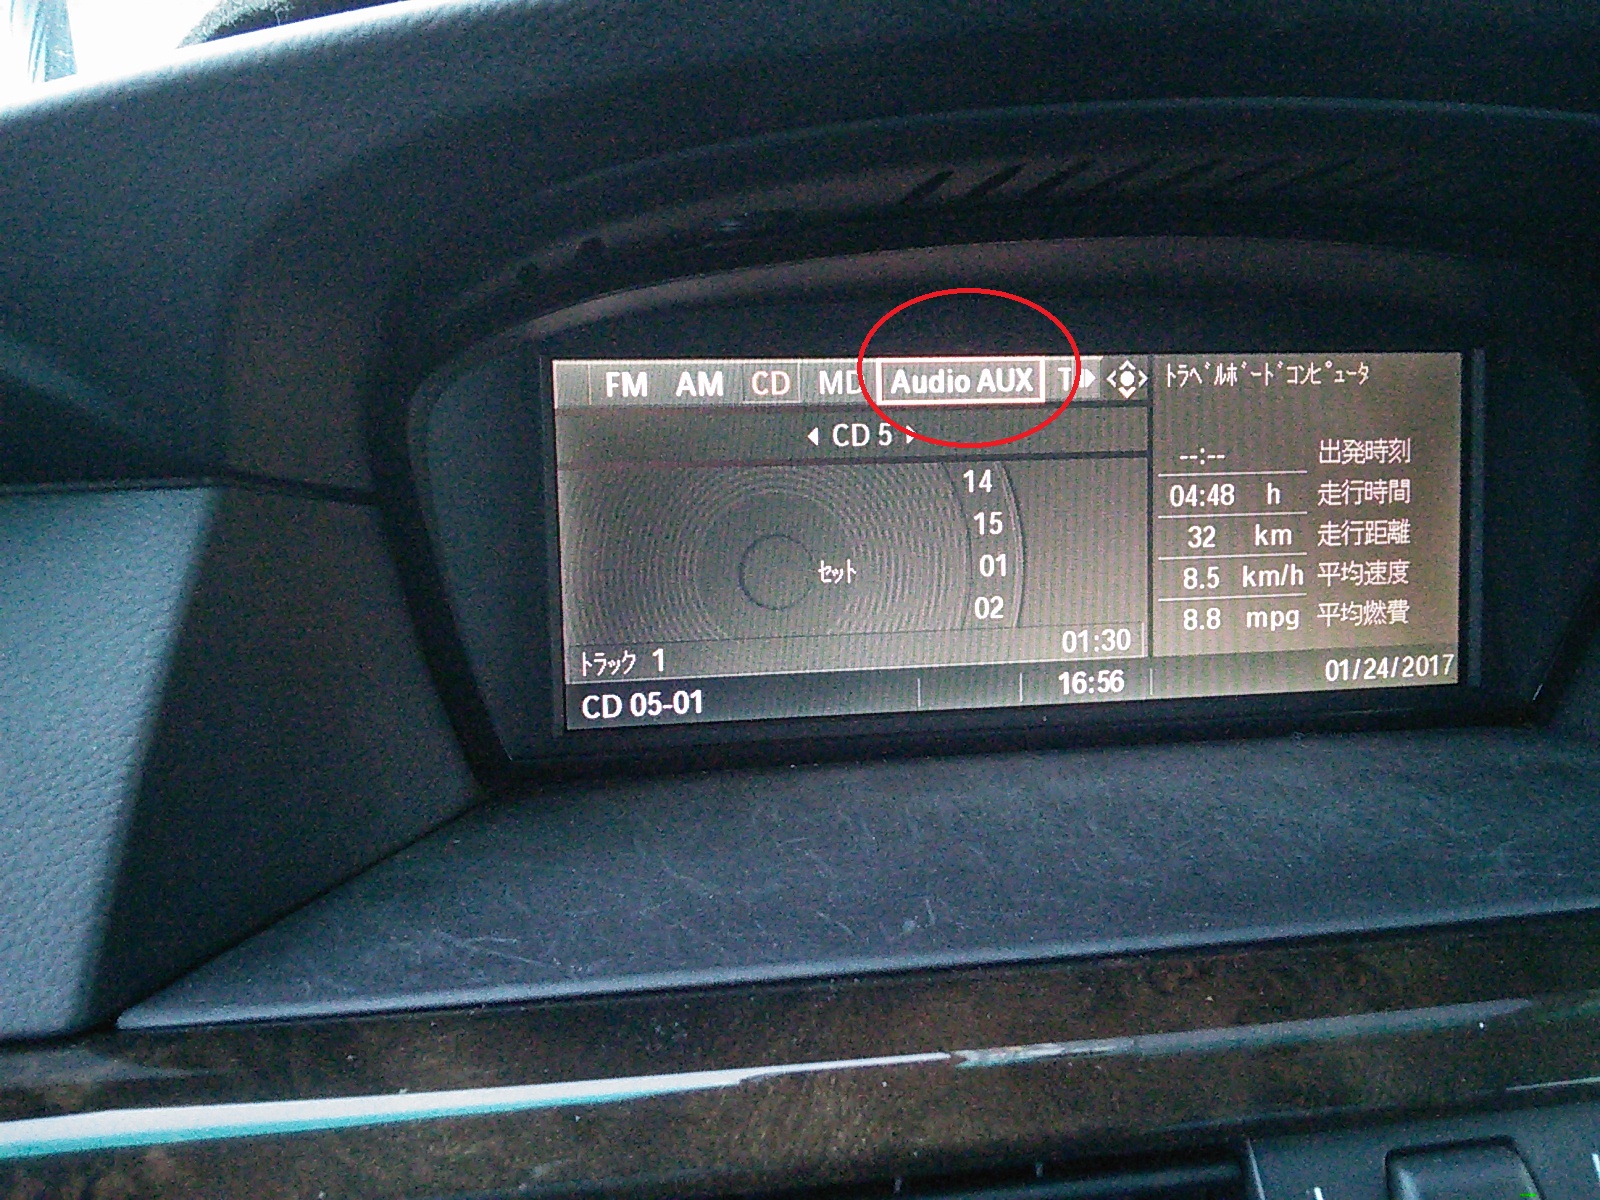 FM AM CD MD Audio AUX T
CD 5
14
15
01
02
セット
トラック 1 01:30
CD 05-01 16:56
トラベルボードコンピュータ
--:-- 出発時刻
04:48 h 走行時間
32 km 走行距離
8.5 km/h 平均速度
8.8 mpg 平均燃費
01/24/2017